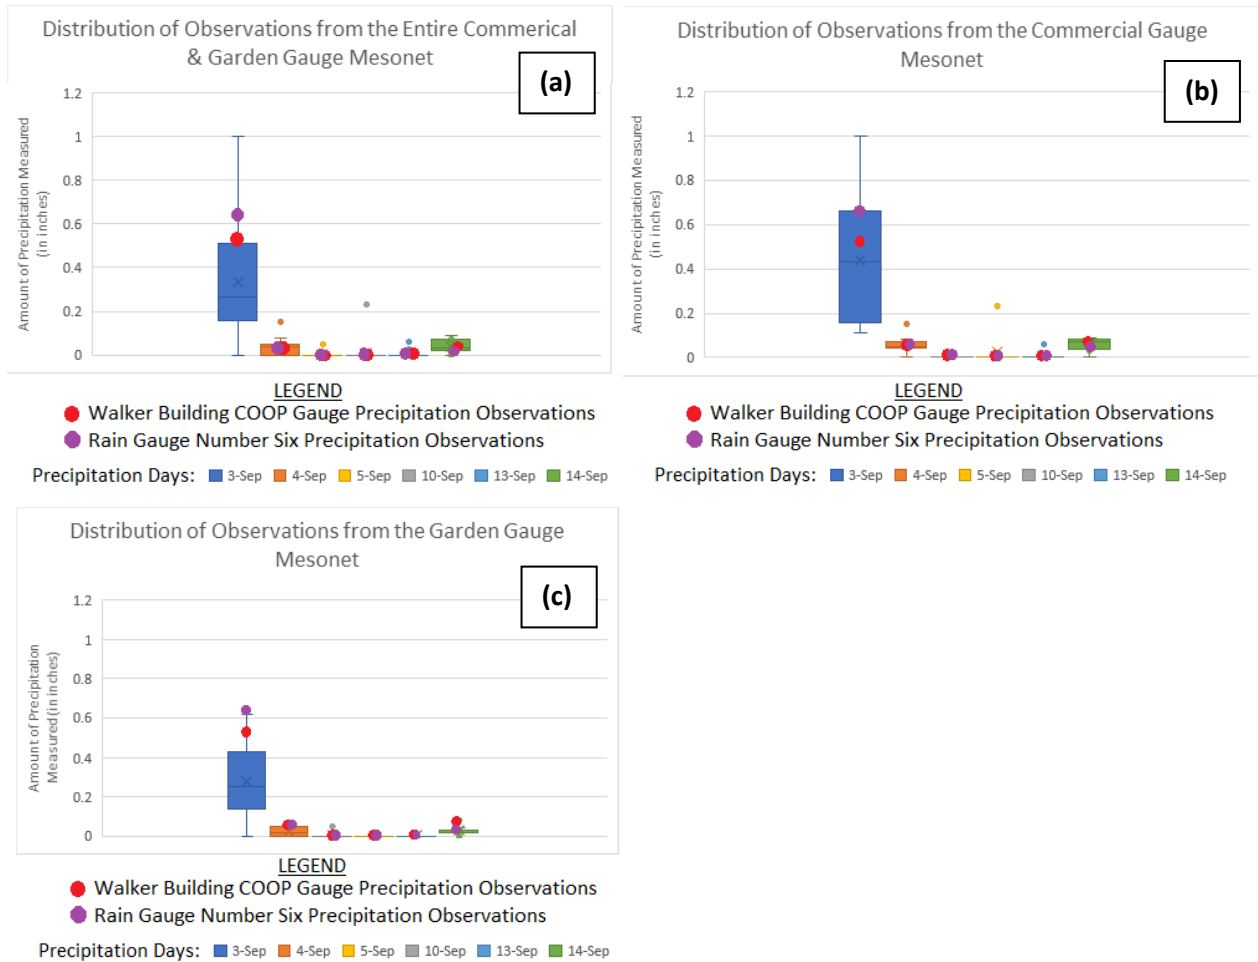 Distribution of Observations from the Entire Commerical
& Garden Gauge Mesonet
(a)
Amount of Precipitation Measured
(in inches)
1.2
1
0.8
0.6
0.4
0.2
0
LEGEND
Walker Building COOP Gauge Precipitation Observations
Rain Gauge Number Six Precipitation Observations
Precipitation Days: 3-Sep 4-Sep 5-Sep 10-Sep 13-Sep 14-Sep
Distribution of Observations from the Commercial Gauge
Mesonet
(b)
Amount of Precipitation Measured
(in inches)
1.2
1
0.8
0.6
0.4
0.2
0
LEGEND
Walker Building COOP Gauge Precipitation Observations
Rain Gauge Number Six Precipitation Observations
Precipitation Days: 3-Sep 4-Sep 5-Sep 10-Sep 13-Sep 14-Sep
Distribution of Observations from the Garden Gauge
Mesonet
(c)
Amount of Precipitation
Measured (in inches)
1.2
1
0.8
0.6
0.4
0.2
0
LEGEND
Walker Building COOP Gauge Precipitation Observations
Rain Gauge Number Six Precipitation Observations
Precipitation Days: 3-Sep 4-Sep 5-Sep 10-Sep 13-Sep 14-Sep